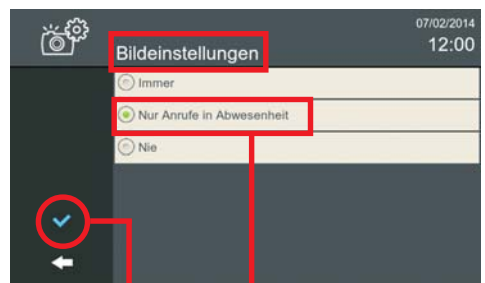 07/02/2014
12:00
Bildeinstellungen
Immer
Nur Anrufe in Abwesenheit
Nie